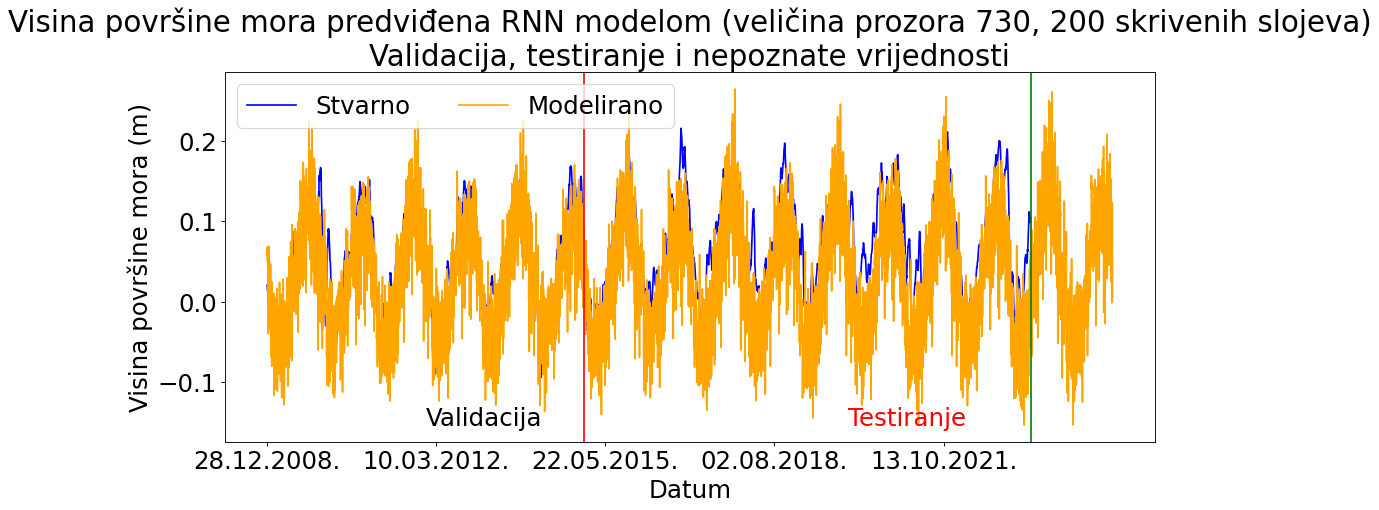 Visina površine mora predviđena RNN modelom (veličina prozora 730, 200 skrivenih slojeva)
Validacija, testiranje i nepoznate vrijednosti
Stvarno
Modelirano
Visina površine mora (m)
0.2
0.1
0.0
−0.1
Validacija
Testiranje
28.12.2008.
10.03.2012.
22.05.2015.
02.08.2018.
13.10.2021.
Datum